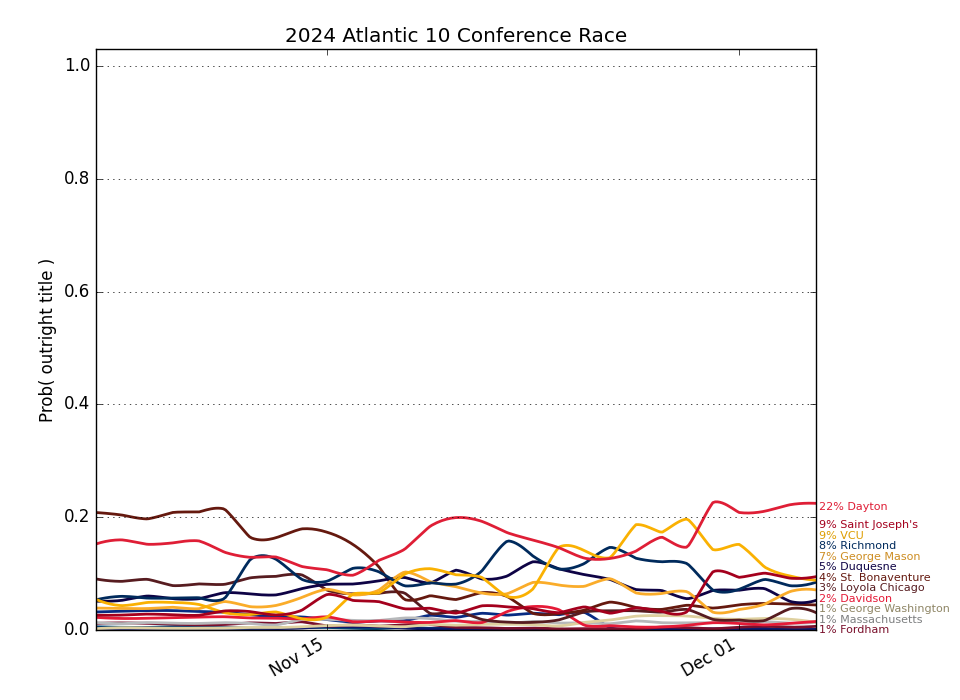 2024 Atlantic 10 Conference Race
Prob( outright title )
1.0
0.8
0.6
0.4
0.2
0.0
Nov 15
Dec 01
22% Dayton
9% Saint Joseph's
9% VCU
8% Richmond
7% George Mason
5% Duquesne
4% St. Bonaventure
3% Loyola Chicago
2% Davidson
1% George Washington
1% Massachusetts
1% Fordham